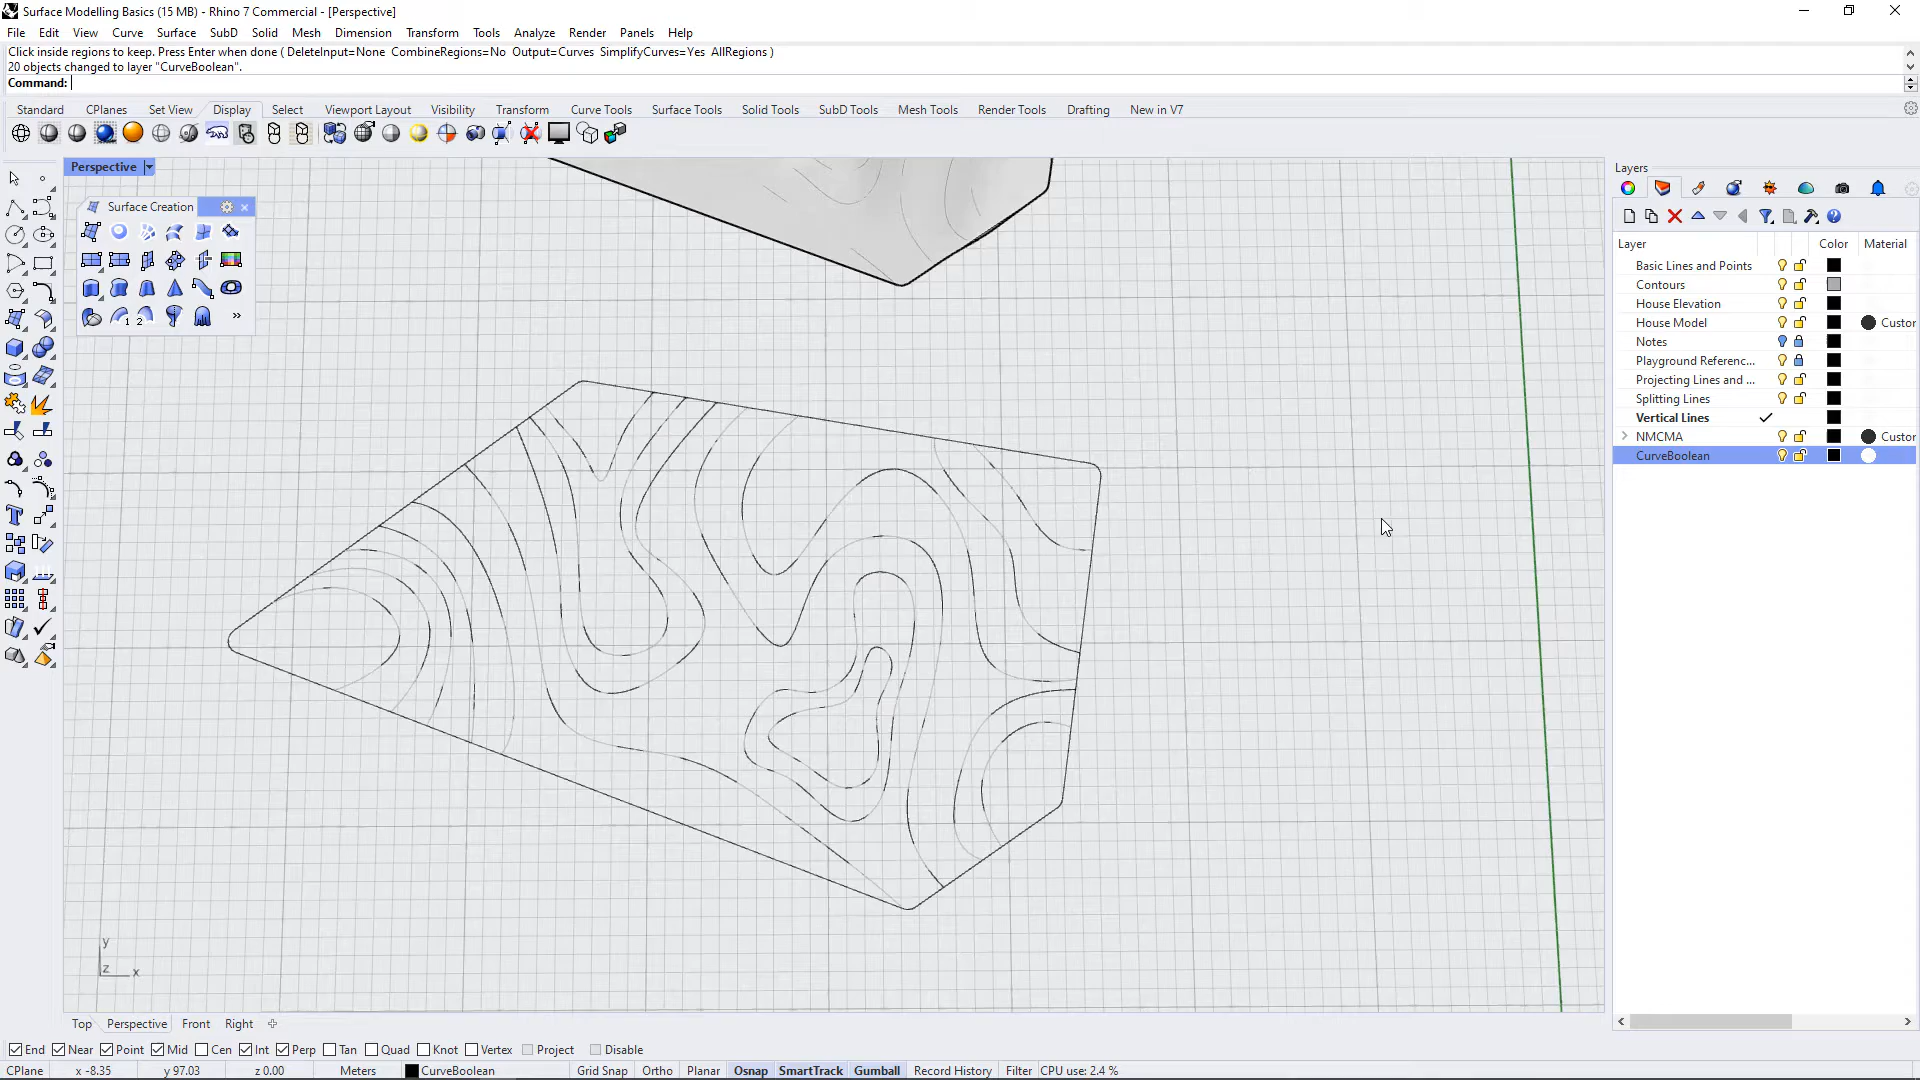 Surface Modelling Basics (15 MB) - Rhino 7 Commercial - [Perspective]
File Edit View Curve Surface SubD Solid Mesh Dimension Transform Tools Analyze Render Panels Help
Click inside regions to keep. Press Enter when done ( DeleteInput=None CombineRegions=No Output=Curves SimplifyCurves=Yes AllRegions )
20 objects changed to layer "CurveBoolean".
Command:
Standard CPlanes Set View Display Select Viewport Layout Visibility Transform Curve Tools Surface Tools Solid Tools SubD Tools Mesh Tools Render Tools Drafting New in V7
Perspective
Surface Creation
Layers
Layer Color Material
Basic Lines and Points
Contours
House Elevation
House Model Custor
Notes
Playground Referenc...
Projecting Lines and ...
Splitting Lines
Vertical Lines
NMCMA Custor
CurveBoolean
y
z x
Top Perspective Front Right
End Near Point Mid Cen Int Perp Tan Quad Knot Vertex Project Disable
CPlane x -8.35 y 97.03 z 0.00 Meters CurveBoolean Grid Snap Ortho Planar Osnap SmartTrack Gumball Record History Filter CPU use: 2.4 %